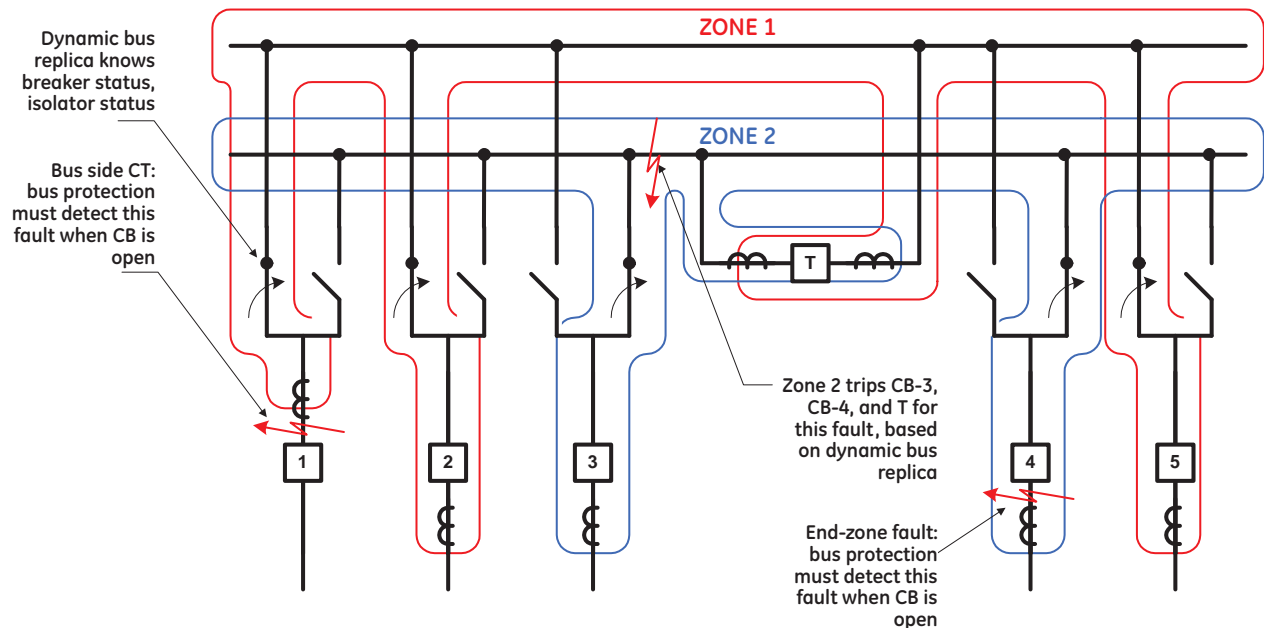 ZONE 1
Dynamic bus
replica knows
breaker status,
isolator status
ZONE 2
Bus side CT:
bus protection
must detect this
fault when CB is
open
T
Zone 2 trips CB-3,
CB-4, and T for
this fault, based
on dynamic bus
replica
1
2
3
4
5
End-zone fault:
bus protection
must detect this
fault when CB is
open